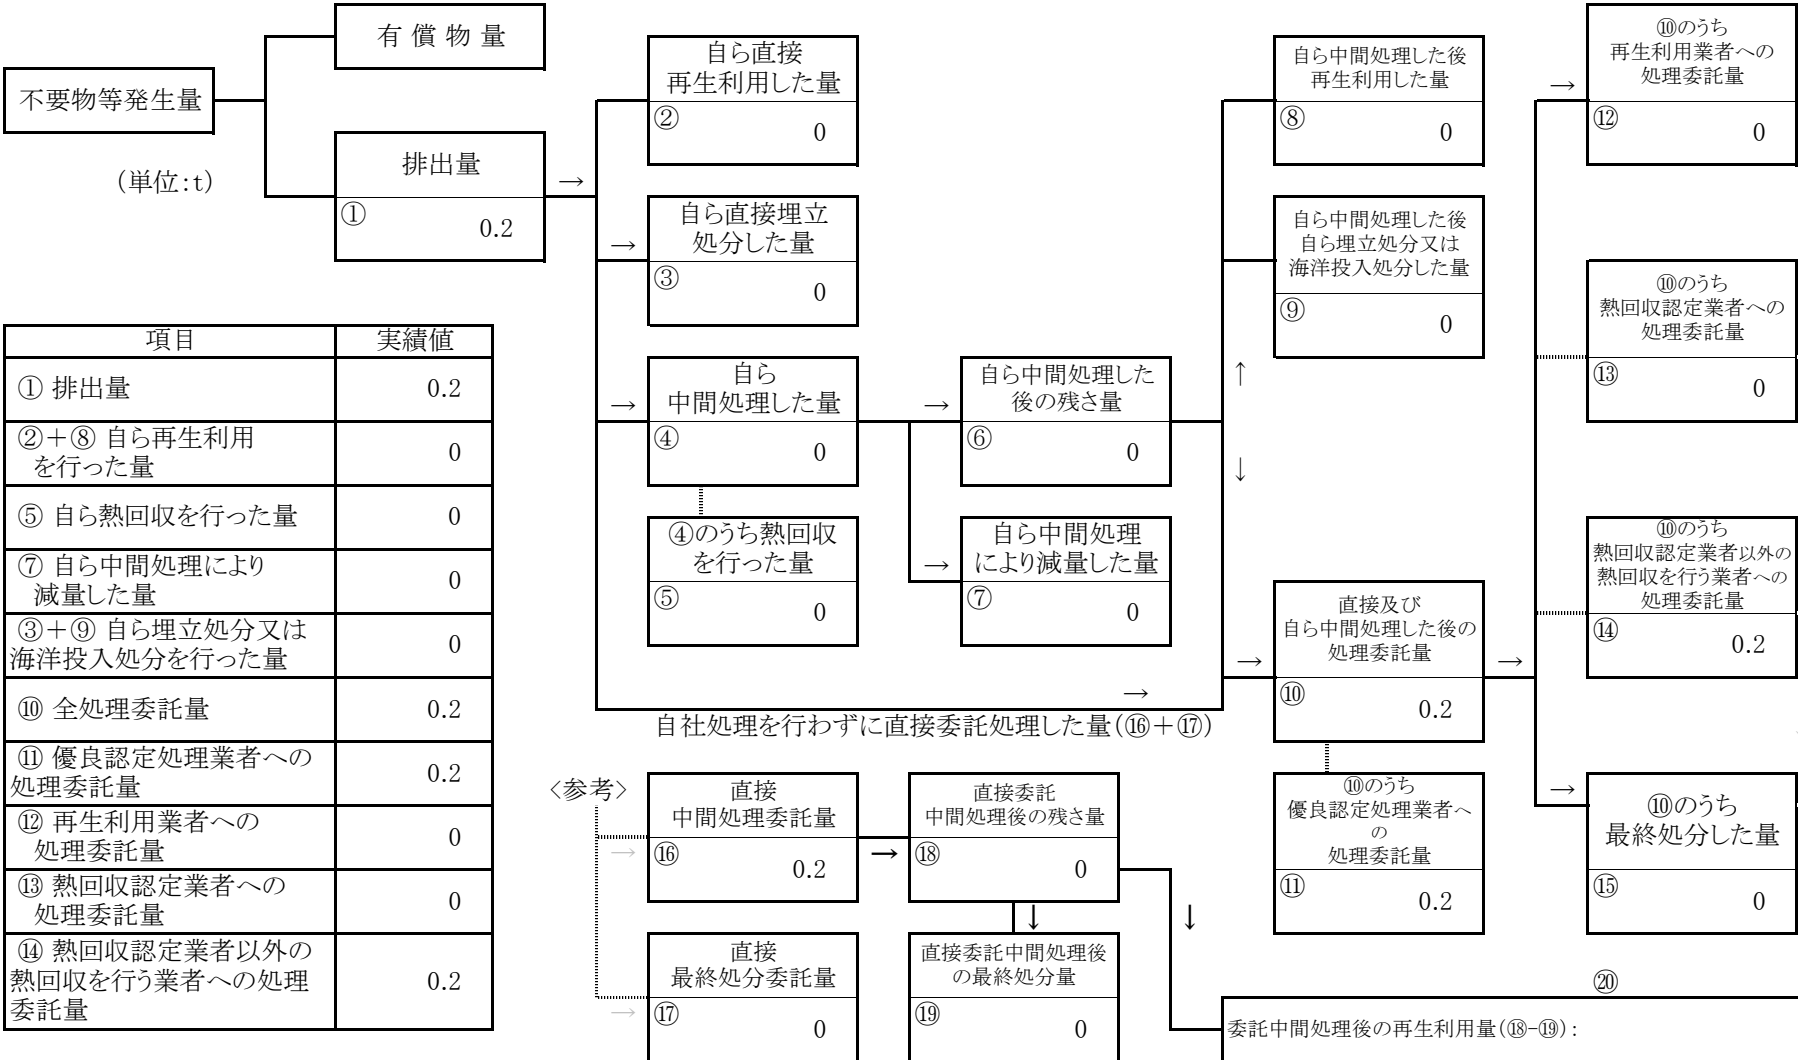 不要物等発生量
(単位:t)
有 償 物 量
排出量
①
0.2
→
自ら直接
再生利用した量
②
0
→
自ら直接埋立
処分した量
③
0
→
自ら
中間処理した量
④
0
④のうち熱回収
を行った量
⑤
0
→
自ら中間処理した
後の残さ量
⑥
0
→
自ら中間処理
により減量した量
⑦
0
自ら中間処理した後
再生利用した量
⑧
0
自ら中間処理した後
自ら埋立処分又は
海洋投入処分した量
⑨
0
↑
↓
→
直接及び
自ら中間処理した後の
処理委託量
⑩
0.2
⑩のうち
優良認定処理業者へ
の
処理委託量
⑪
0.2
→
→
⑩のうち
再生利用業者への
処理委託量
⑫
0
⑩のうち
熱回収認定業者への
処理委託量
⑬
0
⑩のうち
熱回収認定業者以外の
熱回収を行う業者への
処理委託量
⑭
0.2
→
⑩のうち
最終処分した量
⑮
0
→
自社処理を行わずに直接委託処理した量(⑯+⑰)
項目 実績値
① 排出量 0.2
②+⑧ 自ら再生利用
を行った量 0
⑤ 自ら熱回収を行った量 0
⑦ 自ら中間処理により
減量した量 0
③+⑨ 自ら埋立処分又は
海洋投入処分を行った量 0
⑩ 全処理委託量 0.2
⑪ 優良認定処理業者への
処理委託量 0.2
⑫ 再生利用業者への
処理委託量 0
⑬ 熱回収認定業者への
処理委託量 0
⑭ 熱回収認定業者以外の
熱回収を行う業者への処理
委託量 0.2
〈参考〉
→
直接
中間処理委託量
⑯
0.2
→
直接委託
中間処理後の残さ量
⑱
0
↓
↓
→
直接
最終処分委託量
⑰
0
直接委託中間処理後
の最終処分量
⑲
0
⑳
委託中間処理後の再生利用量(⑱-⑲):